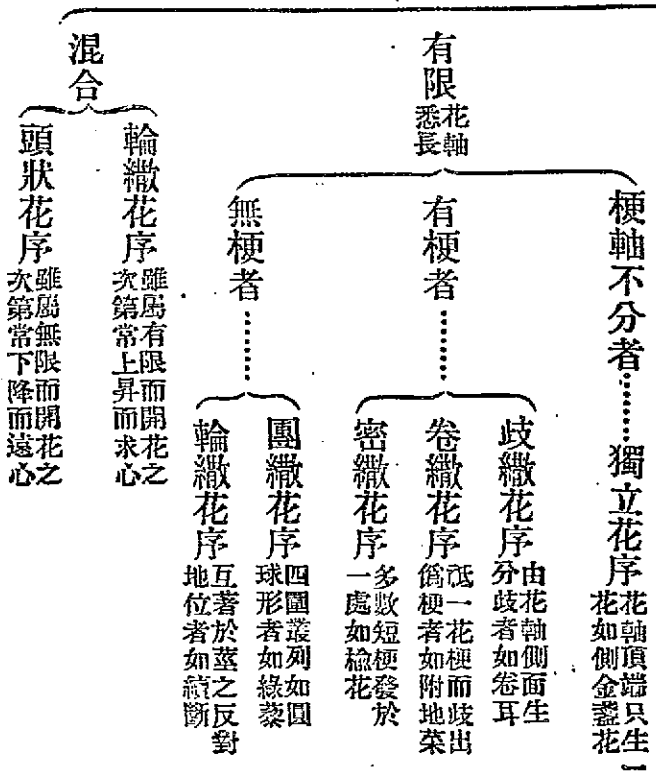 有限
花軸
悉長
梗軸不分者
獨立花序
花軸頂端只生一
花如側金盞花
有梗者
歧繖花序
由花軸側面生
分歧者如卷耳
卷繖花序
祗一花梗而歧出
僞梗者如附地菜
密繖花序
多數短梗發於
一處如檢花
無梗者
團繖花序
四圍叢列如圓
球形者如綠藜
輪繖花序
互著於莖之反對
地位者如續斷
混合
輪繖花序
雖屬有限而開花之
次第常上昇而求心
頭狀花序
雖屬無限而開花之
次第常下降而遠心